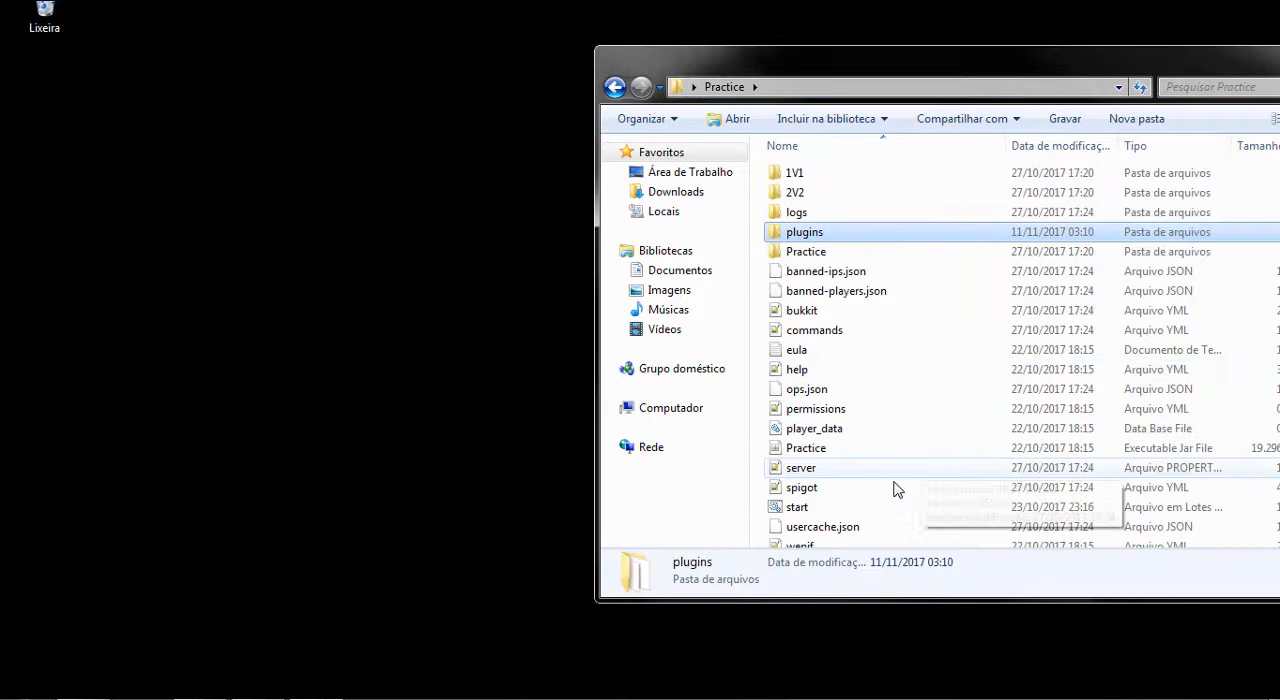 Lixeira
Practice
Pesquisar Practice
Organizar Abrir Incluir na biblioteca Compartilhar com Gravar Nova pasta
Favoritos
Área de Trabalho
Downloads
Locais
Bibliotecas
Documentos
Imagens
Músicas
Vídeos
Grupo doméstico
Computador
Rede
Nome Data de modificaç... Tipo Tamanho
1V1 27/10/2017 17:20 Pasta de arquivos
2V2 27/10/2017 17:20 Pasta de arquivos
logs 27/10/2017 17:24 Pasta de arquivos
plugins 11/11/2017 03:10 Pasta de arquivos
Practice 27/10/2017 17:20 Pasta de arquivos
banned-ips.json 27/10/2017 17:24 Arquivo JSON
banned-players.json 27/10/2017 17:24 Arquivo JSON
bukkit 27/10/2017 17:24 Arquivo YML
commands 27/10/2017 17:24 Arquivo YML
eula 22/10/2017 18:15 Documento de Te...
help 22/10/2017 18:15 Arquivo YML
ops.json 27/10/2017 17:24 Arquivo JSON
permissions 22/10/2017 18:15 Arquivo YML
player_data 22/10/2017 18:15 Data Base File
Practice 22/10/2017 18:15 Executable Jar File 19.296
server 27/10/2017 17:24 Arquivo PROPERT...
spigot 27/10/2017 17:24 Arquivo YML
start 23/10/2017 23:16 Arquivo em Lotes ...
usercache.json 27/10/2017 17:24 Arquivo JSON
22/10/2017 18:15 Arquivo YML
plugins Data de modificaç... 11/11/2017 03:10
Pasta de arquivos